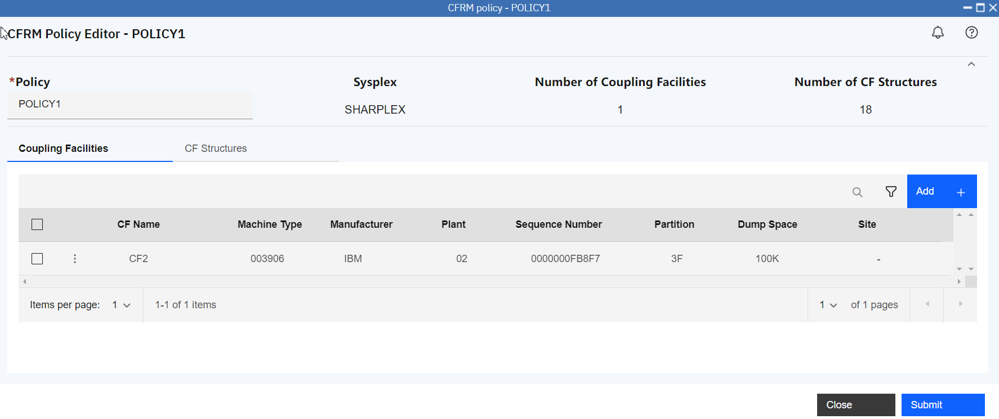 CFRM policy - POLICY1
CFRM Policy Editor - POLICY1
*Policy Sysplex Number of Coupling Facilities Number of CF Structures
POLICY1 SHARPLEX 1 18
Coupling Facilities CF Structures
Add +
CF Name Machine Type Manufacturer Plant Sequence Number Partition Dump Space Site
CF2 003906 IBM 02 0000000FB8F7 3F 100K -
Items per page: 1 1-1 of 1 items 1 of 1 pages
Close Submit